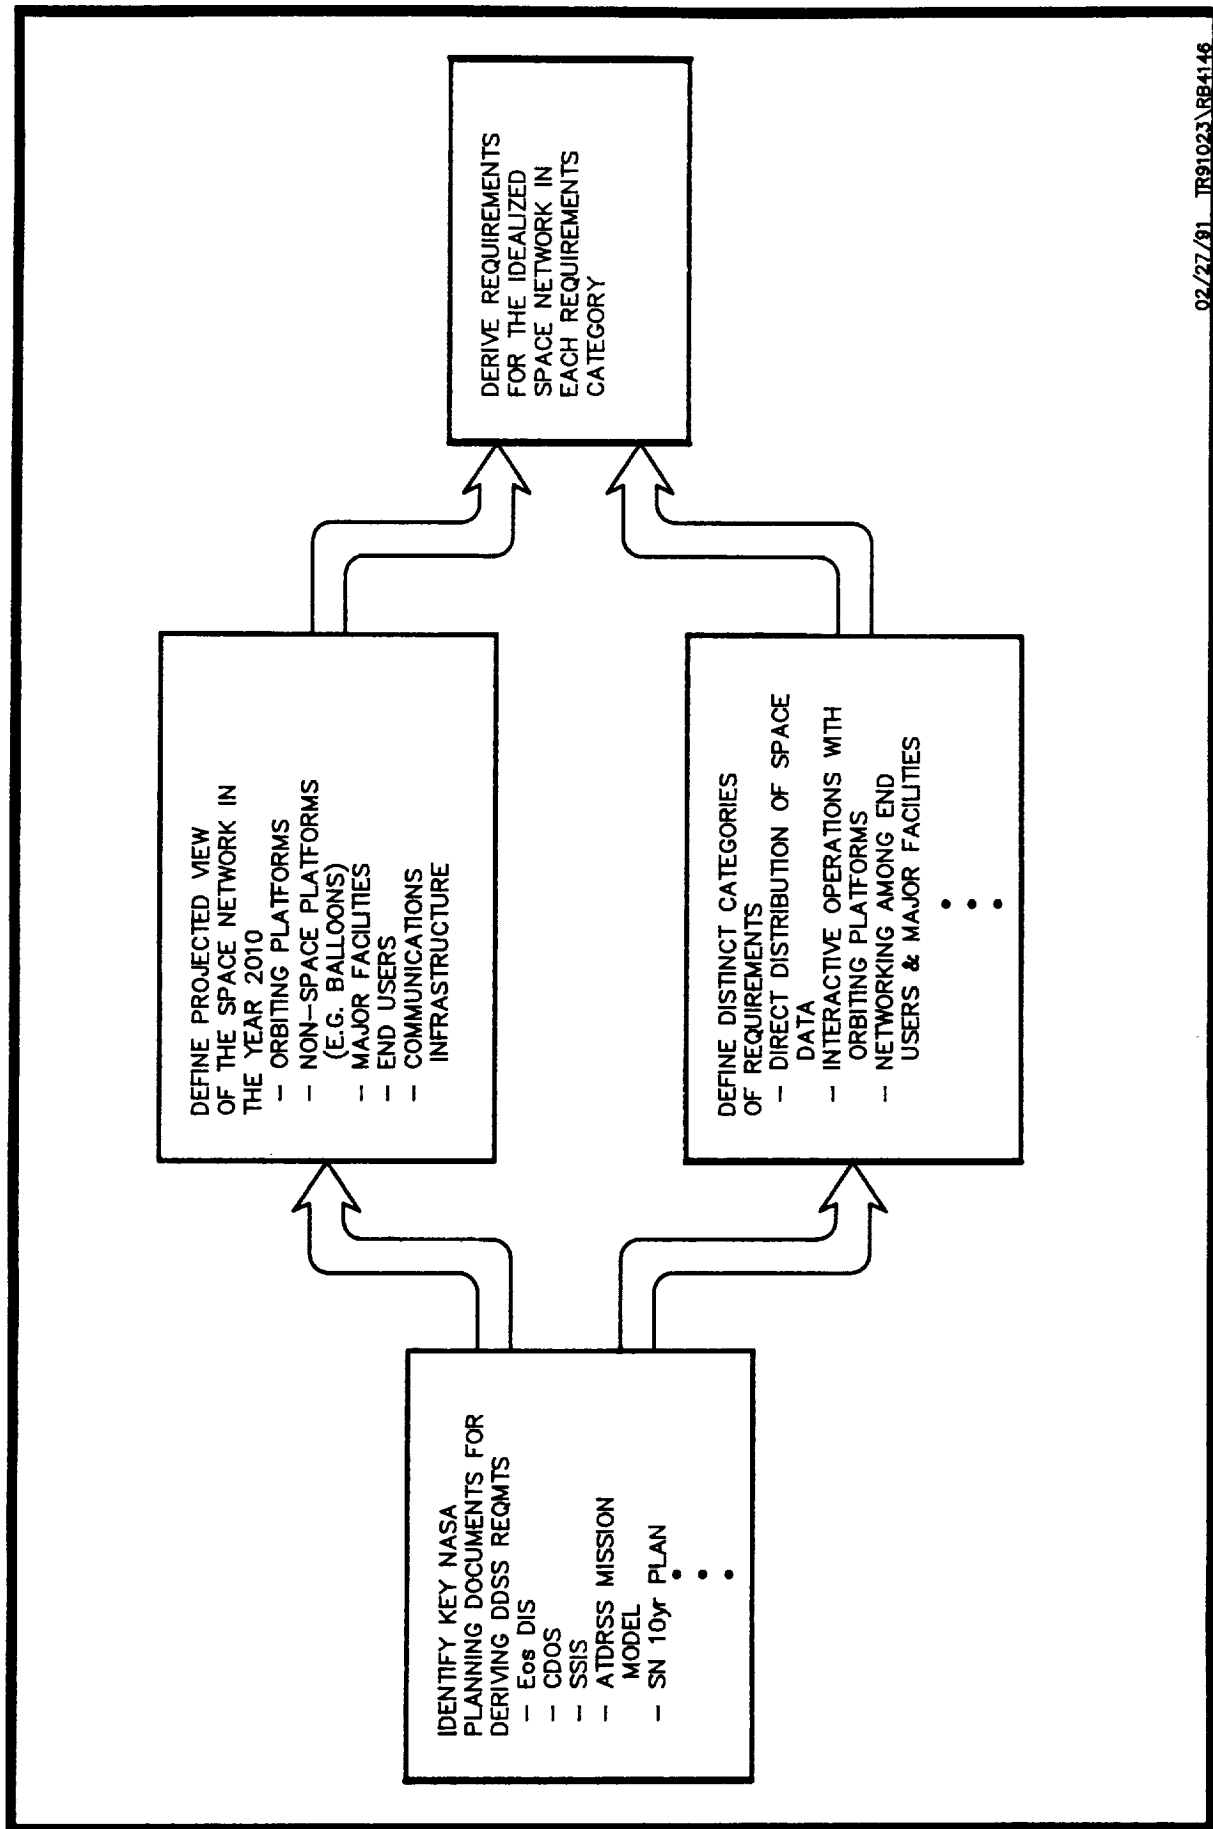 IDENTIFY KEY NASA
PLANNING DOCUMENTS FOR
DERIVING DDSS REQMTS
– Eos DIS
– CDOS
– SSIS
– ATDRSS MISSION
MODEL
– SN 10yr PLAN
• • •
DEFINE PROJECTED VIEW
OF THE SPACE NETWORK IN
THE YEAR 2010
– ORBITING PLATFORMS
– NON–SPACE PLATFORMS
(E.G. BALLOONS)
– MAJOR FACILITIES
– END USERS
– COMMUNICATIONS
INFRASTRUCTURE
DEFINE DISTINCT CATEGORIES
OF REQUIREMENTS
– DIRECT DISTRIBUTION OF SPACE
DATA
– INTERACTIVE OPERATIONS WITH
ORBITING PLATFORMS
– NETWORKING AMONG END
USERS & MAJOR FACILITIES
• • •
DERIVE REQUIREMENTS
FOR THE IDEALIZED
SPACE NETWORK IN
EACH REQUIREMENTS
CATEGORY
02/27/91 TR91023\RB4146